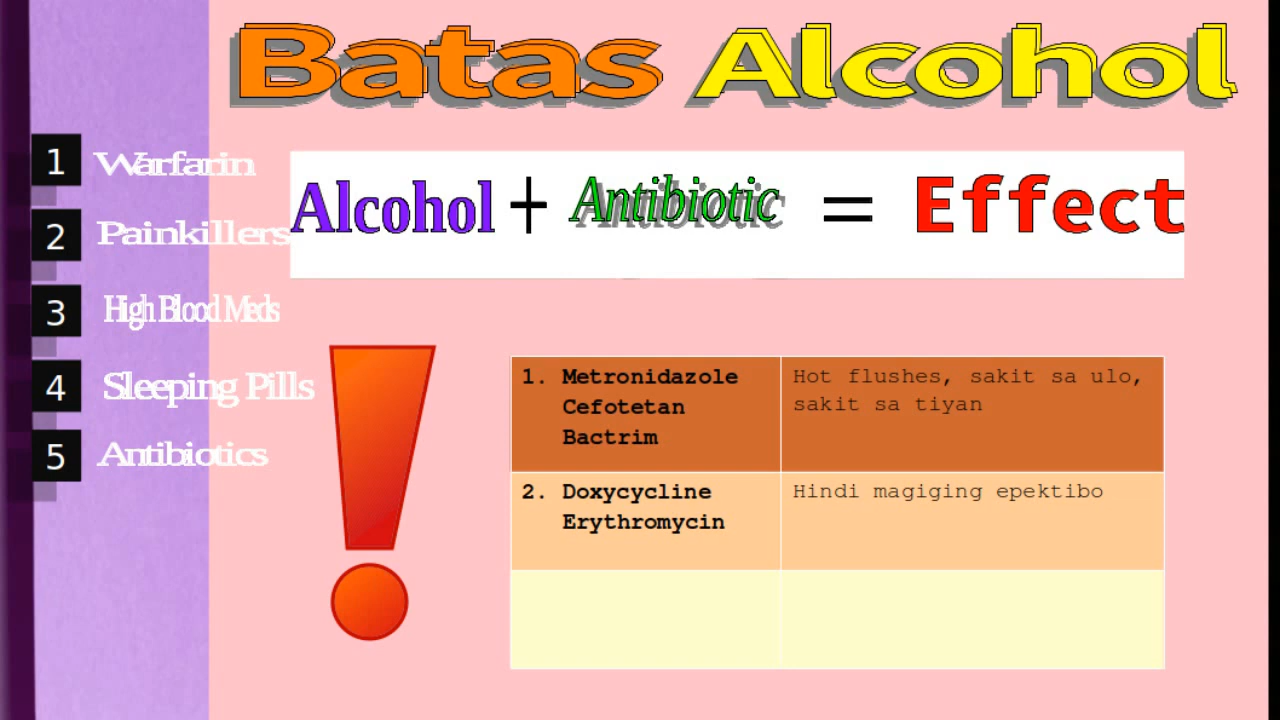 Batas Alcohol
1 Warfarin
2 Painkillers
3 High Blood Meds
4 Sleeping Pills
5 Antibiotics
Alcohol + Antibiotic = Effect
!
1. Metronidazole
Cefotetan
Bactrim
Hot flushes, sakit sa ulo,
sakit sa tiyan
2. Doxycycline
Erythromycin
Hindi magiging epektibo